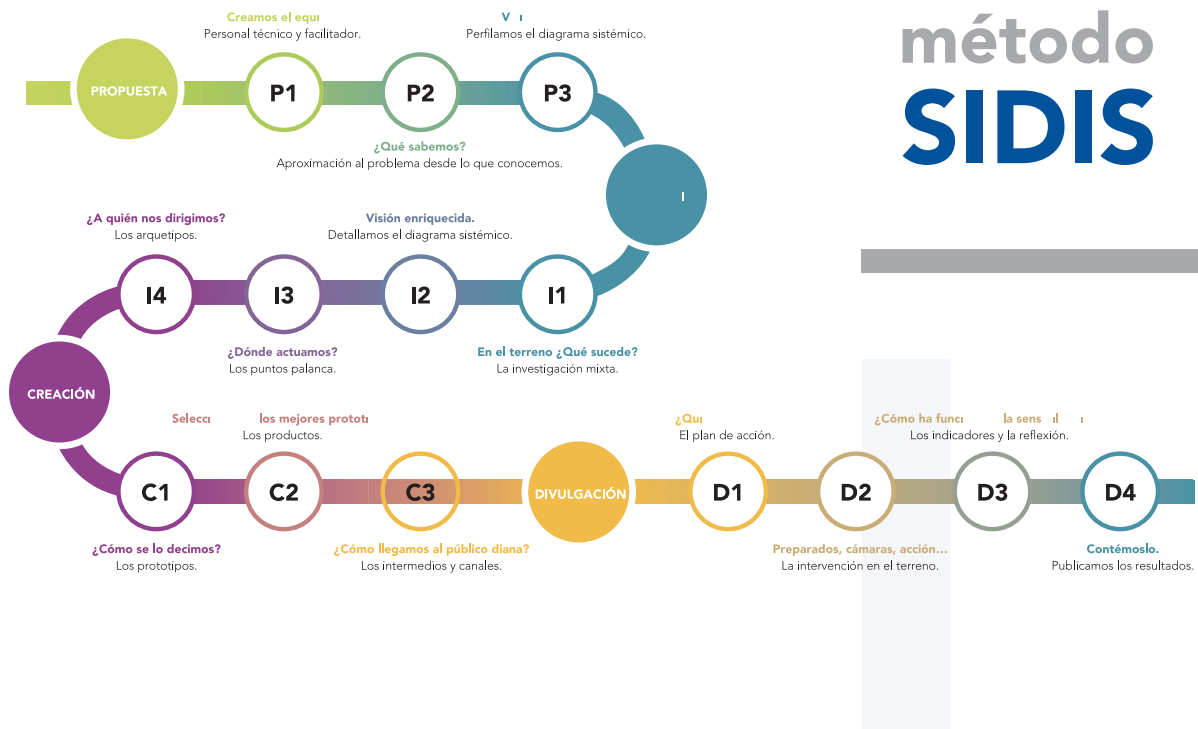 método
SIDIS
Creamos el
Personal técnico y facilitador.
Perfilamos el diagrama sistémico.
PROPUESTA
P1
P2
P3
¿Qué sabemos?
Aproximación al problema desde lo que conocemos.
¿A quién nos dirigimos?
Los arquetipos.
Visión enriquecida.
Detallamos el diagrama sistémico.
I4
I3
I2
I1
¿Dónde actuamos?
Los puntos palanca.
En el terreno ¿Qué sucede?
La investigación mixta.
CREACIÓN
los mejores
Los productos.
El plan de acción.
¿Cómo ha la
Los indicadores y la reflexión.
C1
C2
C3
DIVULGACIÓN
D1
D2
D3
D4
¿Cómo se lo decimos?
Los prototipos.
¿Cómo llegamos al público diana?
Los intermedios y canales.
Preparados, cámaras, acción...
La intervención en el terreno.
Contémoslo.
Publicamos los resultados.